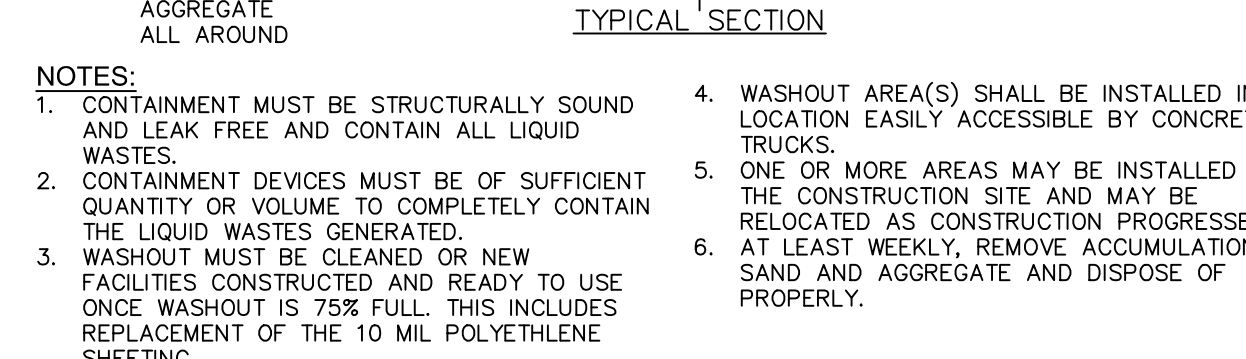 AGGREGATE
ALL AROUND
TYPICAL SECTION
NOTES:
1. CONTAINMENT MUST BE STRUCTURALLY SOUND
AND LEAK FREE AND CONTAIN ALL LIQUID
WASTES.
2. CONTAINMENT DEVICES MUST BE OF SUFFICIENT
QUANTITY OR VOLUME TO COMPLETELY CONTAIN
THE LIQUID WASTES GENERATED.
3. WASHOUT MUST BE CLEANED OR NEW
FACILITIES CONSTRUCTED AND READY TO USE
ONCE WASHOUT IS 75% FULL. THIS INCLUDES
REPLACEMENT OF THE 10 MIL POLYETHLENE
SHEETING
4. WASHOUT AREA(S) SHALL BE INSTALLED I
LOCATION EASILY ACCESSIBLE BY CONCRE
TRUCKS.
5. ONE OR MORE AREAS MAY BE INSTALLED
THE CONSTRUCTION SITE AND MAY BE
RELOCATED AS CONSTRUCTION PROGRESSE
6. AT LEAST WEEKLY, REMOVE ACCUMULATIO
SAND AND AGGREGATE AND DISPOSE OF
PROPERLY.